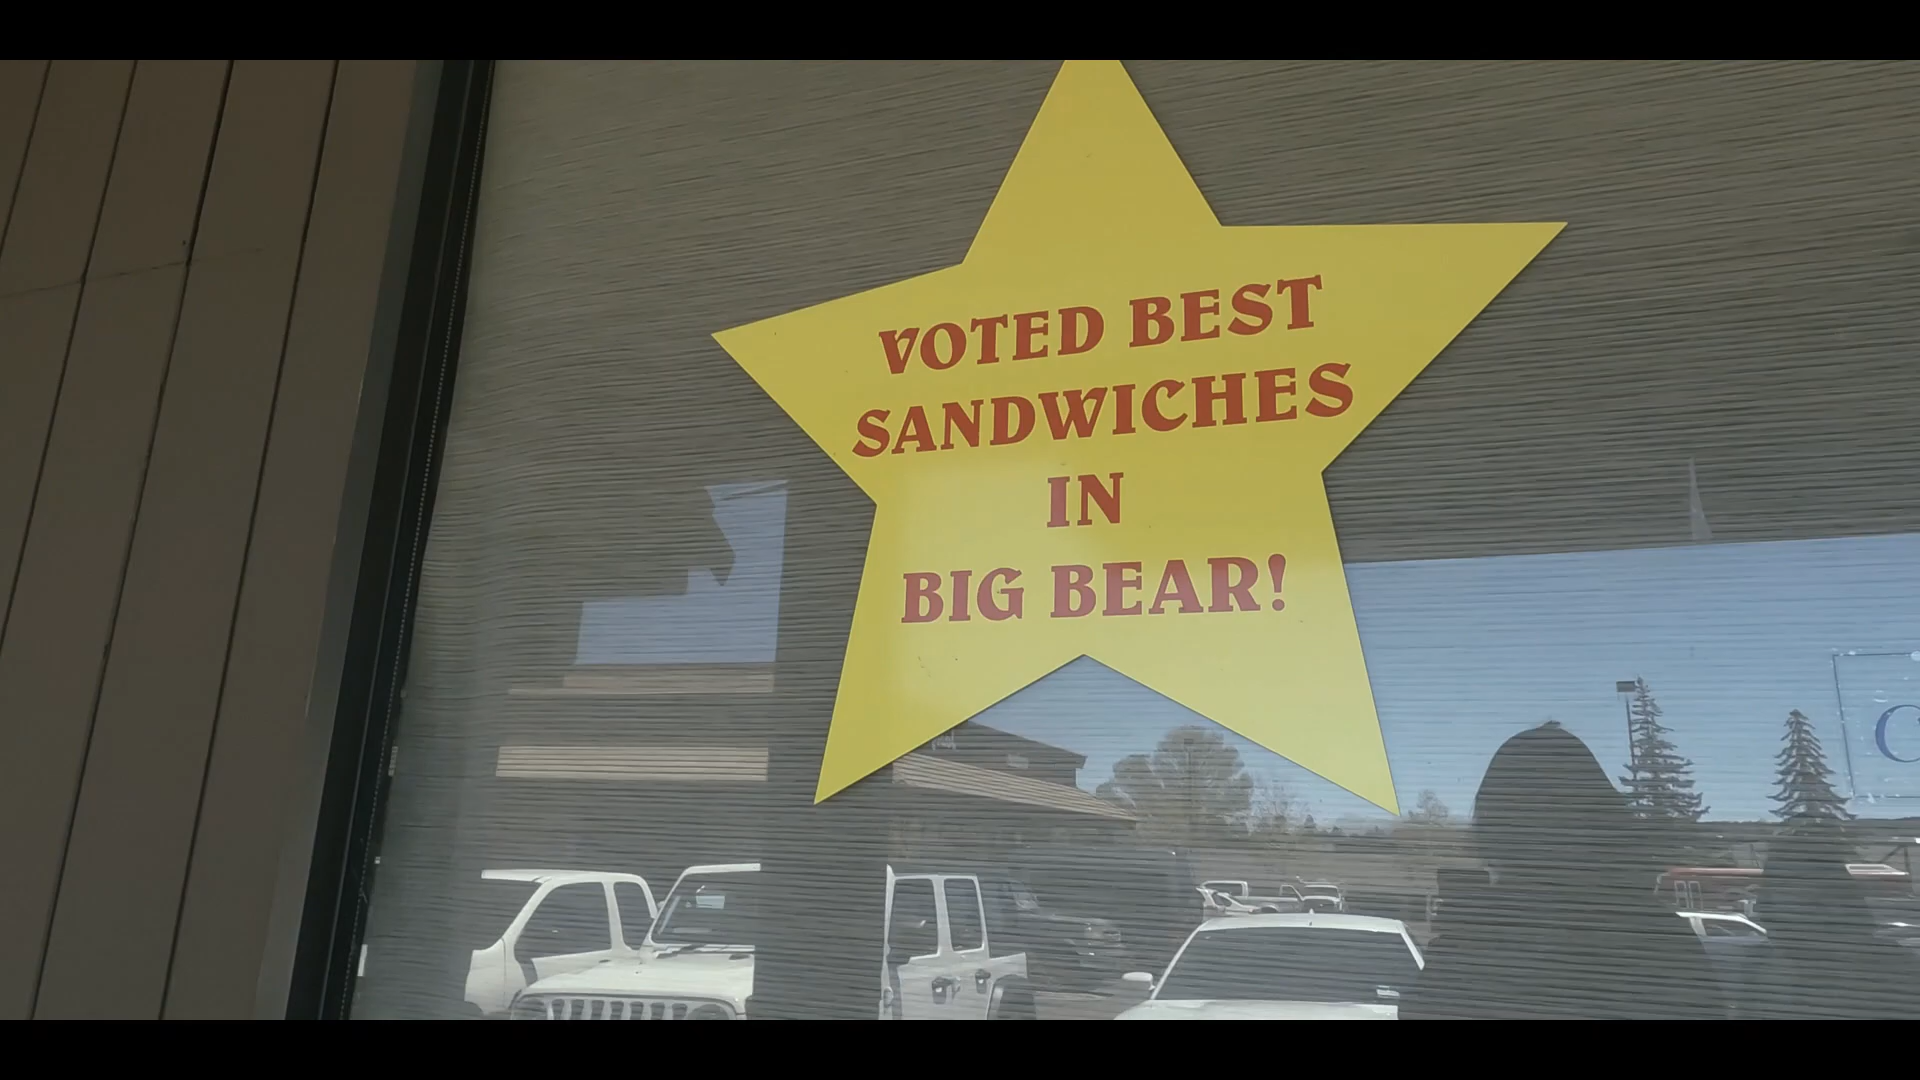 VOTED BEST
SANDWICHES
IN
BIG BEAR!
C